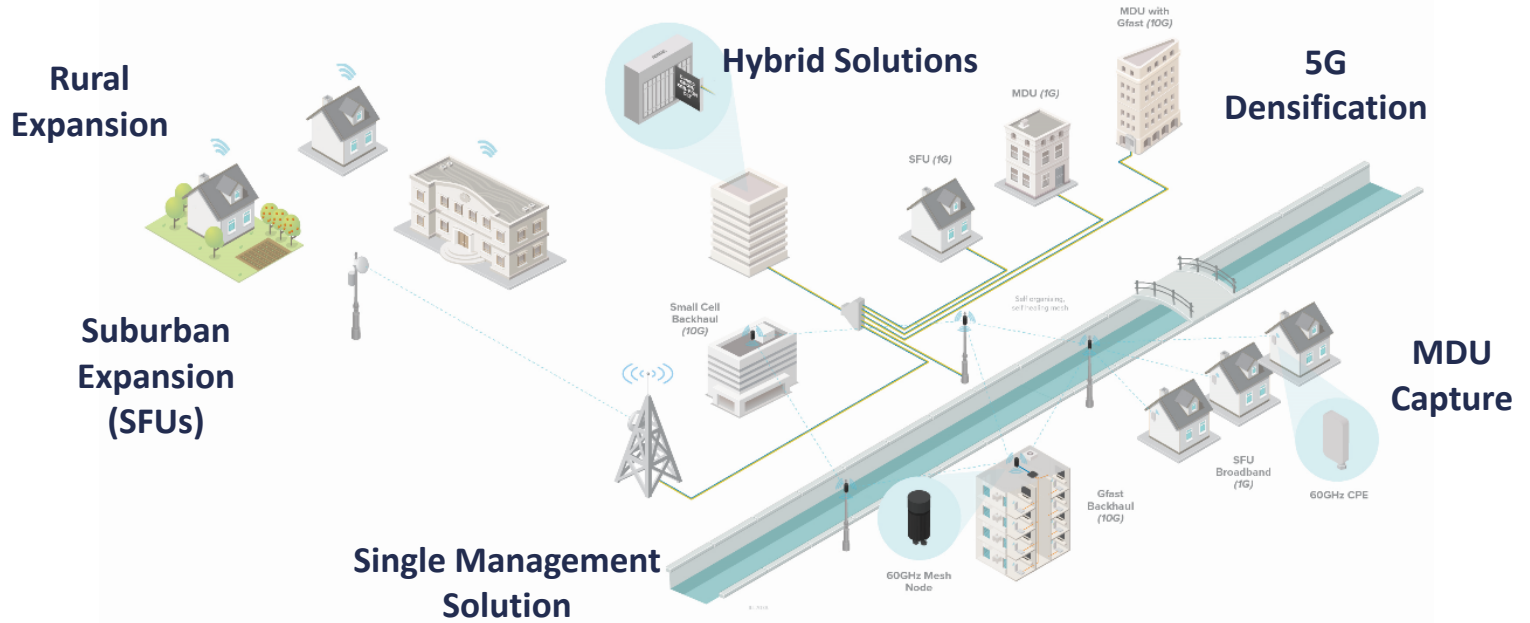 MDU with
Gfast (10G)
Rural
Expansion
Hybrid Solutions
5G
Densification
MDU (1G)
SFU (1G)
Small Cell
Backhaul
(10G)
Self organising,
self healing mesh
Suburban
Expansion
(SFUs)
MDU
Capture
SFU
Broadband
(1G)
60GHz CPE
Gfast
Backhaul
(10G)
Single Management
Solution
60GHz Mesh
Node